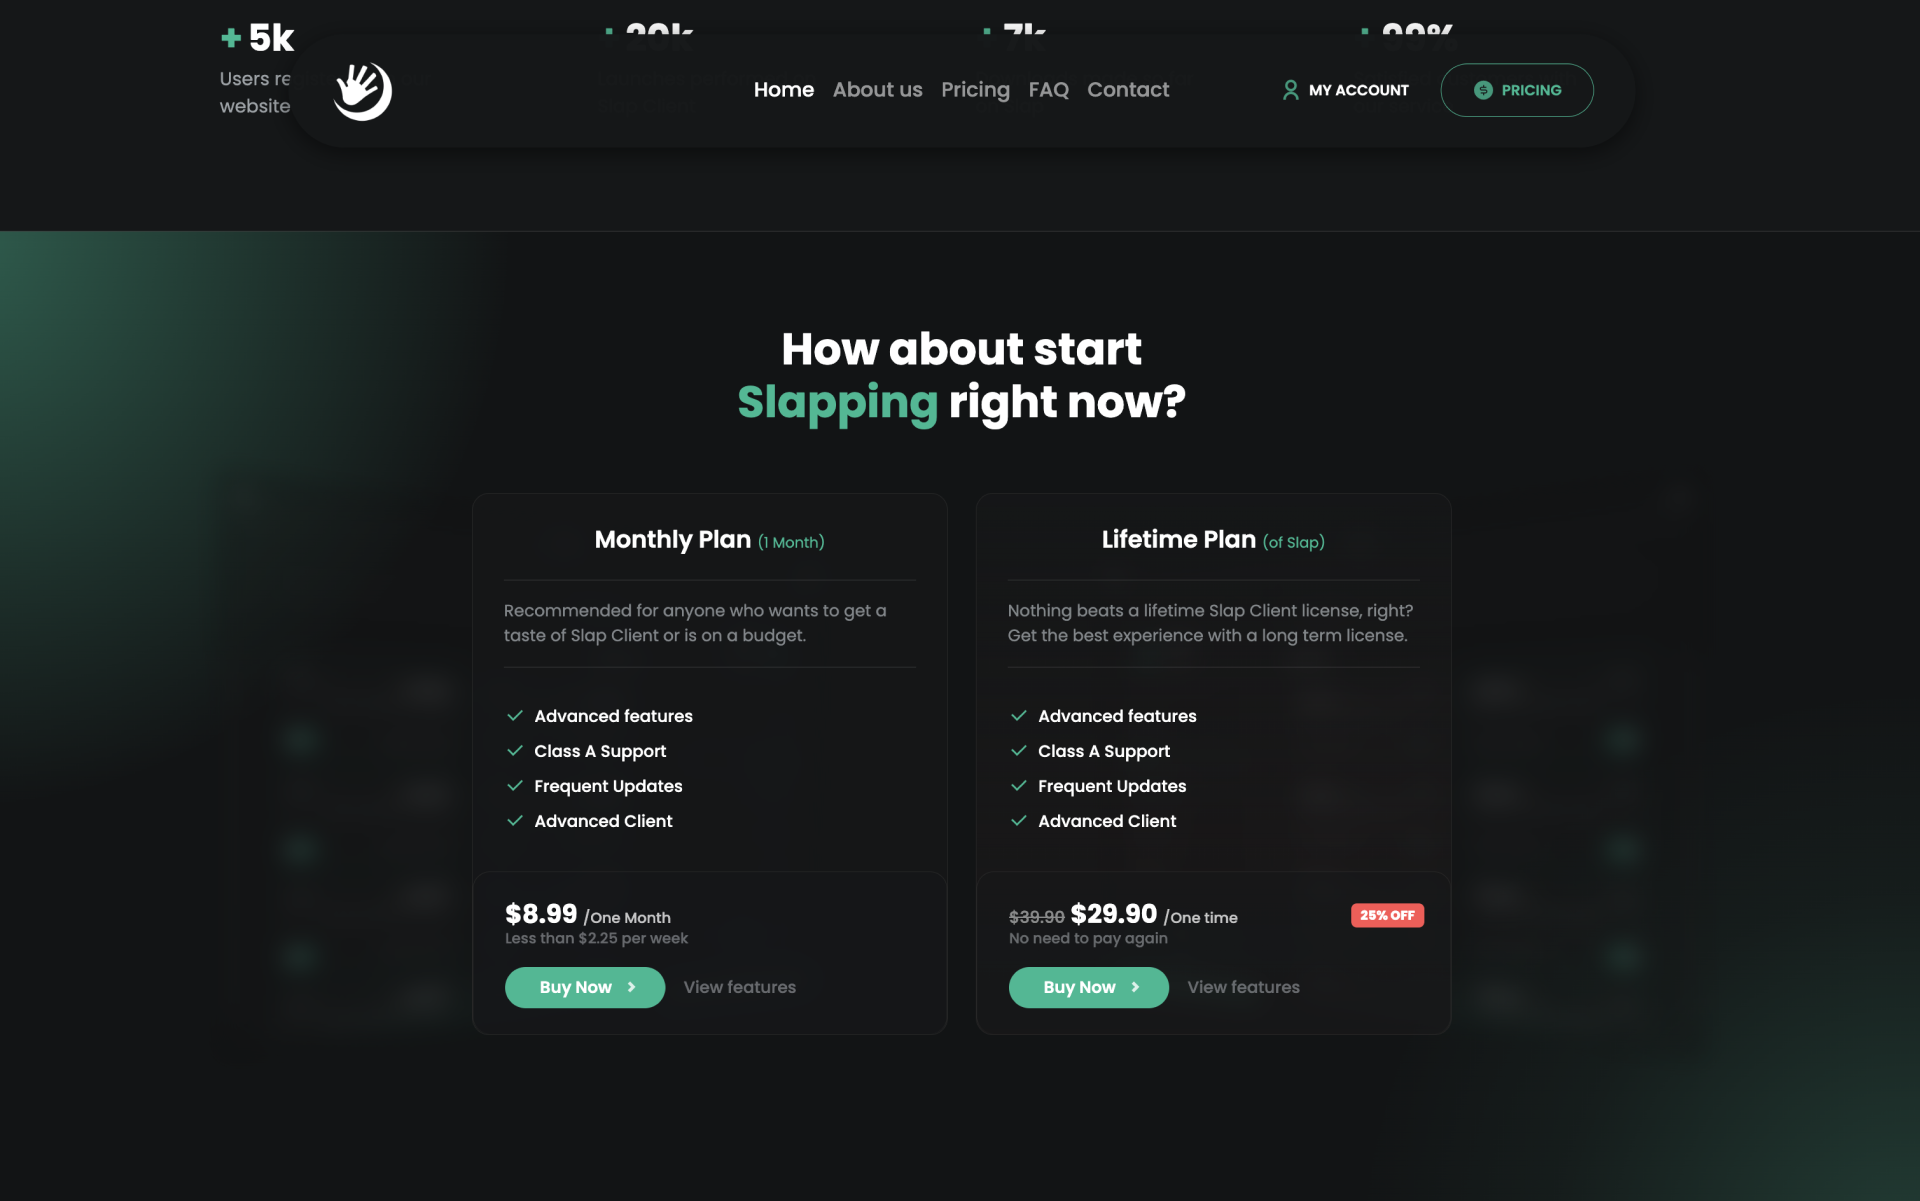 + 5k
Users
website
Home About us Pricing FAQ Contact
MY ACCOUNT
PRICING
How about start
Slapping right now?
Monthly Plan (1 Month)
Recommended for anyone who wants to get a
taste of Slap Client or is on a budget.
Advanced features
Class A Support
Frequent Updates
Advanced Client
$8.99 /One Month
Less than $2.25 per week
Buy Now
View features
Lifetime Plan (of Slap)
Nothing beats a lifetime Slap Client license, right?
Get the best experience with a long term license.
Advanced features
Class A Support
Frequent Updates
Advanced Client
$39.90 $29.90 /One time
25% OFF
No need to pay again
Buy Now
View features